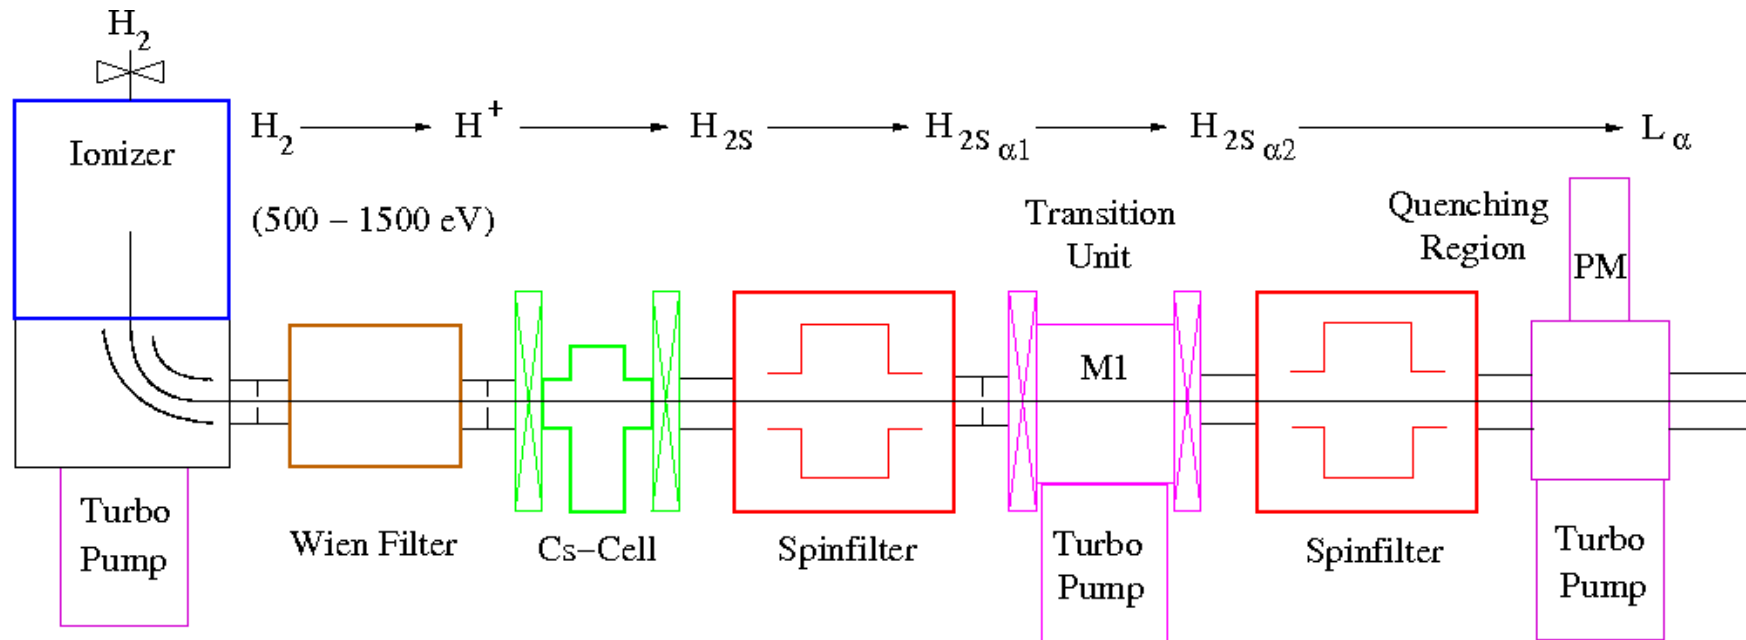 H₂
Ionizer
H₂ → H⁺ → H₂S → H₂S α1 → H₂S α2 → L α
(500 – 1500 eV)
Transition
Unit
Quenching
Region
PM
M1
Turbo
Pump
Wien Filter
Cs–Cell
Spinfilter
Turbo
Pump
Spinfilter
Turbo
Pump